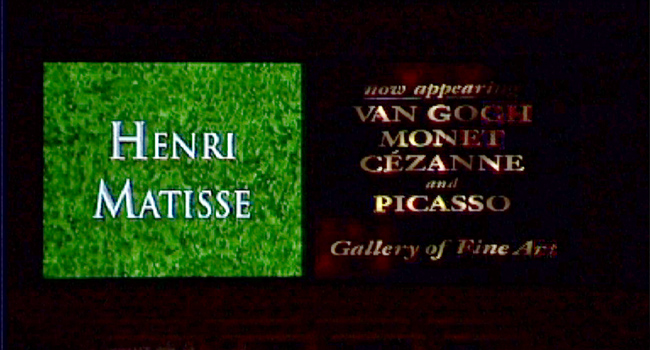 Henri
Matisse
now appearing
VAN GOGH
MONET
CÉZANNE
and
PICASSO
Gallery of Fine Art